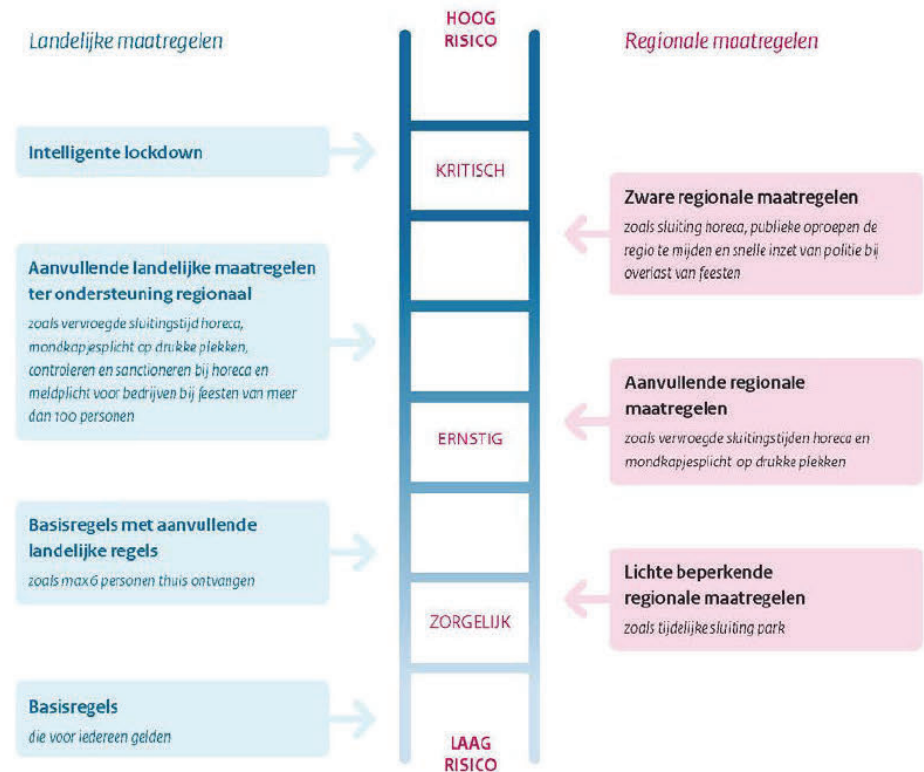 HOOG
RISICO
Landelijke maatregelen
Regionale maatregelen
Intelligente lockdown
KRITISCH
Zware regionale maatregelen
zoals sluiting horeca, publieke oproepen de
regio te mijden en snelle inzet van politie bij
overlast van feesten
Aanvullende landelijke maatregelen
ter ondersteuning regionaal
zoals vervroegde sluitingstijd horeca,
mondkapjesplicht op drukke plekken,
controleren en sanctioneren bij horeca en
meldplicht voor bedrijven bij feesten van meer
dan 100 personen
Aanvullende regionale
maatregelen
zoals vervroegde sluitingstijden horeca en
mondkapjesplicht op drukke plekken
ERNSTIG
Basisregels met aanvullende
landelijke regels
zoals max 6 personen thuis ontvangen
Lichte beperkende
regionale maatregelen
zoals tijdelijke sluiting park
ZORGELIJK
Basisregels
die voor iedereen gelden
LAAG
RISICO